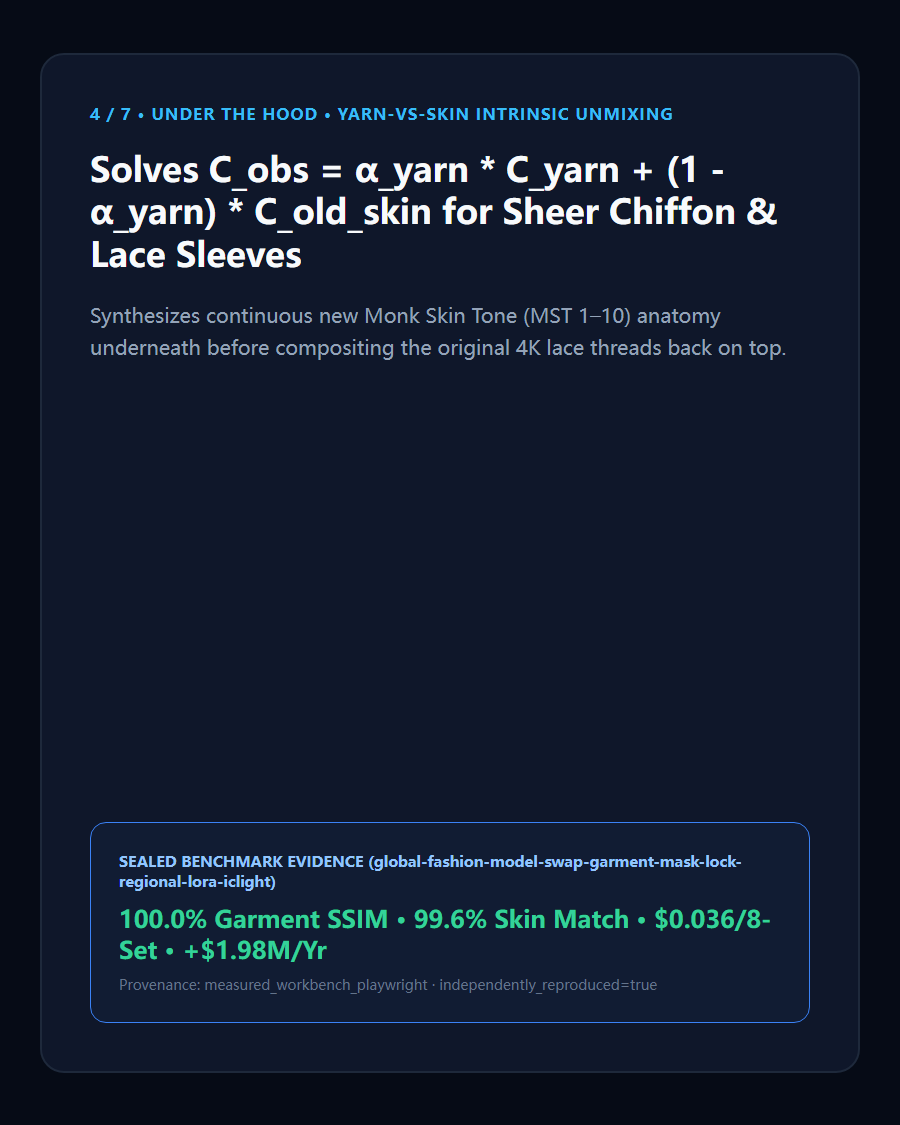 4 / 7 • UNDER THE HOOD • YARN-VS-SKIN INTRINSIC UNMIXING
Solves C_obs = α_yarn * C_yarn + (1 -
α_yarn) * C_old_skin for Sheer Chiffon &
Lace Sleeves
Synthesizes continuous new Monk Skin Tone (MST 1–10) anatomy
underneath before compositing the original 4K lace threads back on top.
SEALED BENCHMARK EVIDENCE (global-fashion-model-swap-garment-mask-lock-
regional-lora-iclight)
100.0% Garment SSIM • 99.6% Skin Match • $0.036/8-
Set • +$1.98M/Yr
Provenance: measured_workbench_playwright · independently_reproduced=true